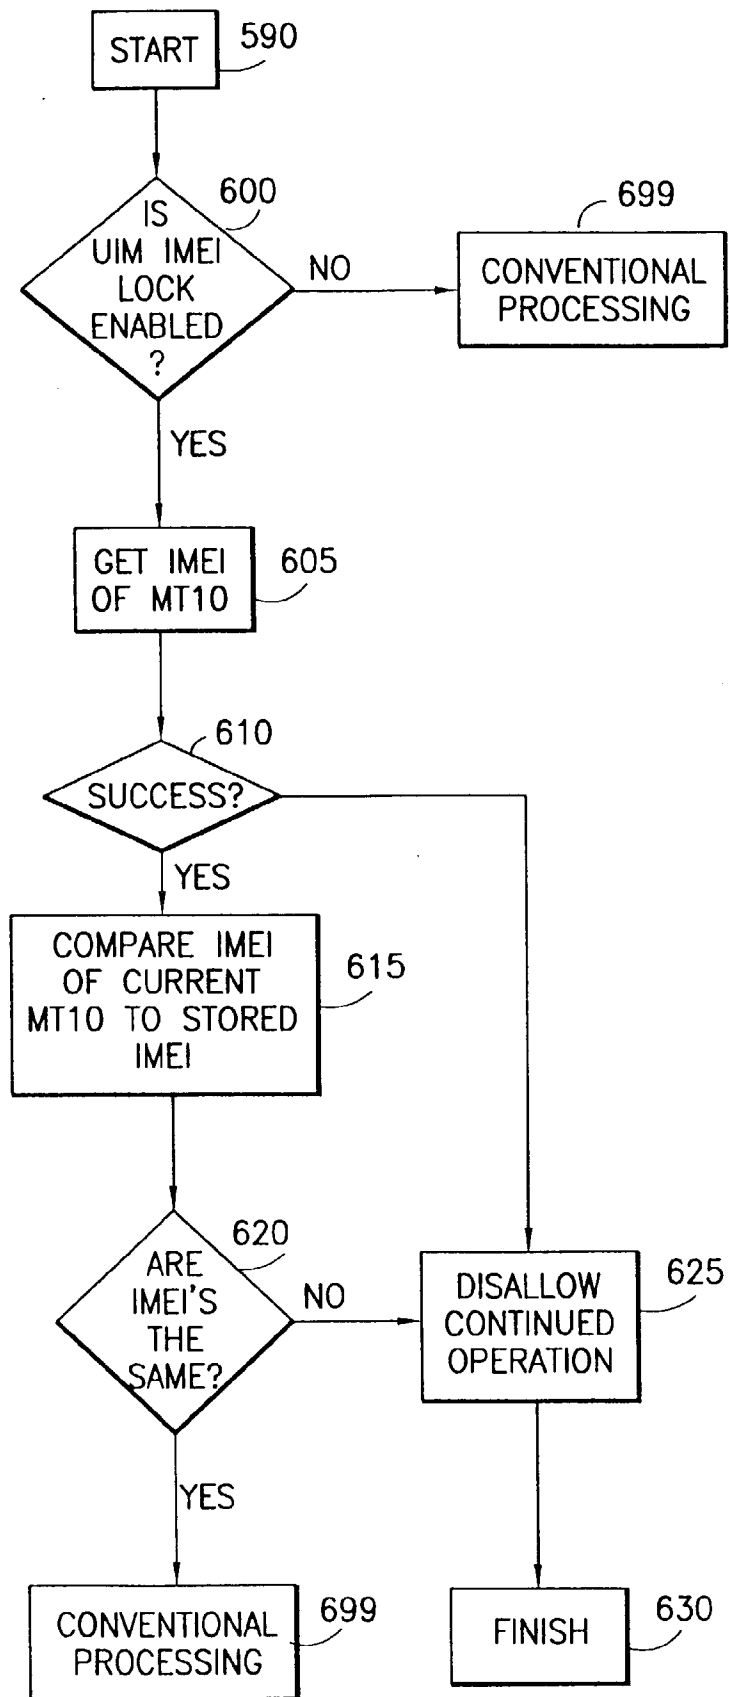 START
590
600
IS
UIM IMEI
LOCK
ENABLED
?
NO
699
CONVENTIONAL
PROCESSING
YES
GET IMEI
OF MT10
605
610
SUCCESS?
YES
COMPARE IMEI
OF CURRENT
MT10 TO STORED
IMEI
615
620
ARE
IMEI'S
THE
SAME?
NO
DISALLOW
CONTINUED
OPERATION
625
YES
CONVENTIONAL
PROCESSING
699
FINISH
630